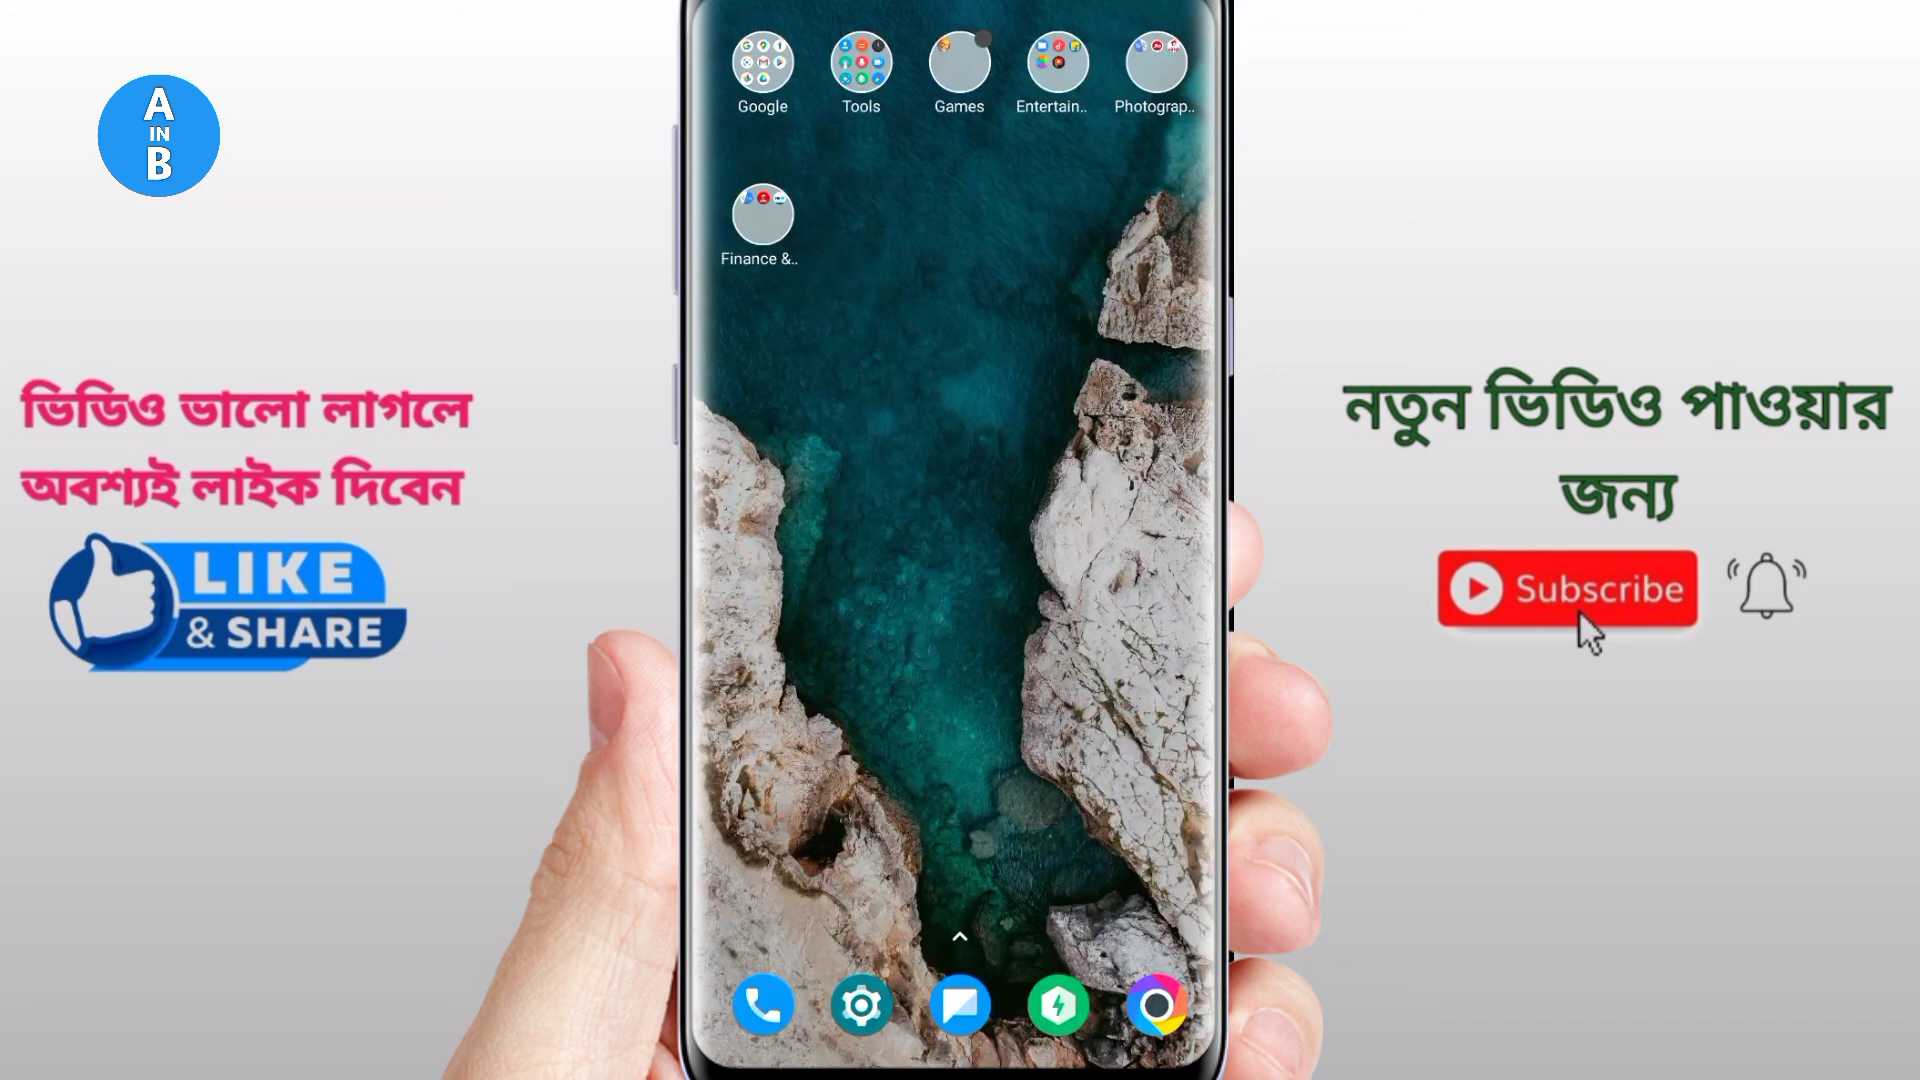 A
IN
B
Google
Tools
Games
Entertain..
Photograp..
Finance &..
ভিডিও ভালো লাগলে
অবশ্যই লাইক দিবেন
LIKE
& SHARE
নতুন ভিডিও পাওয়ার
জন্য
Subscribe